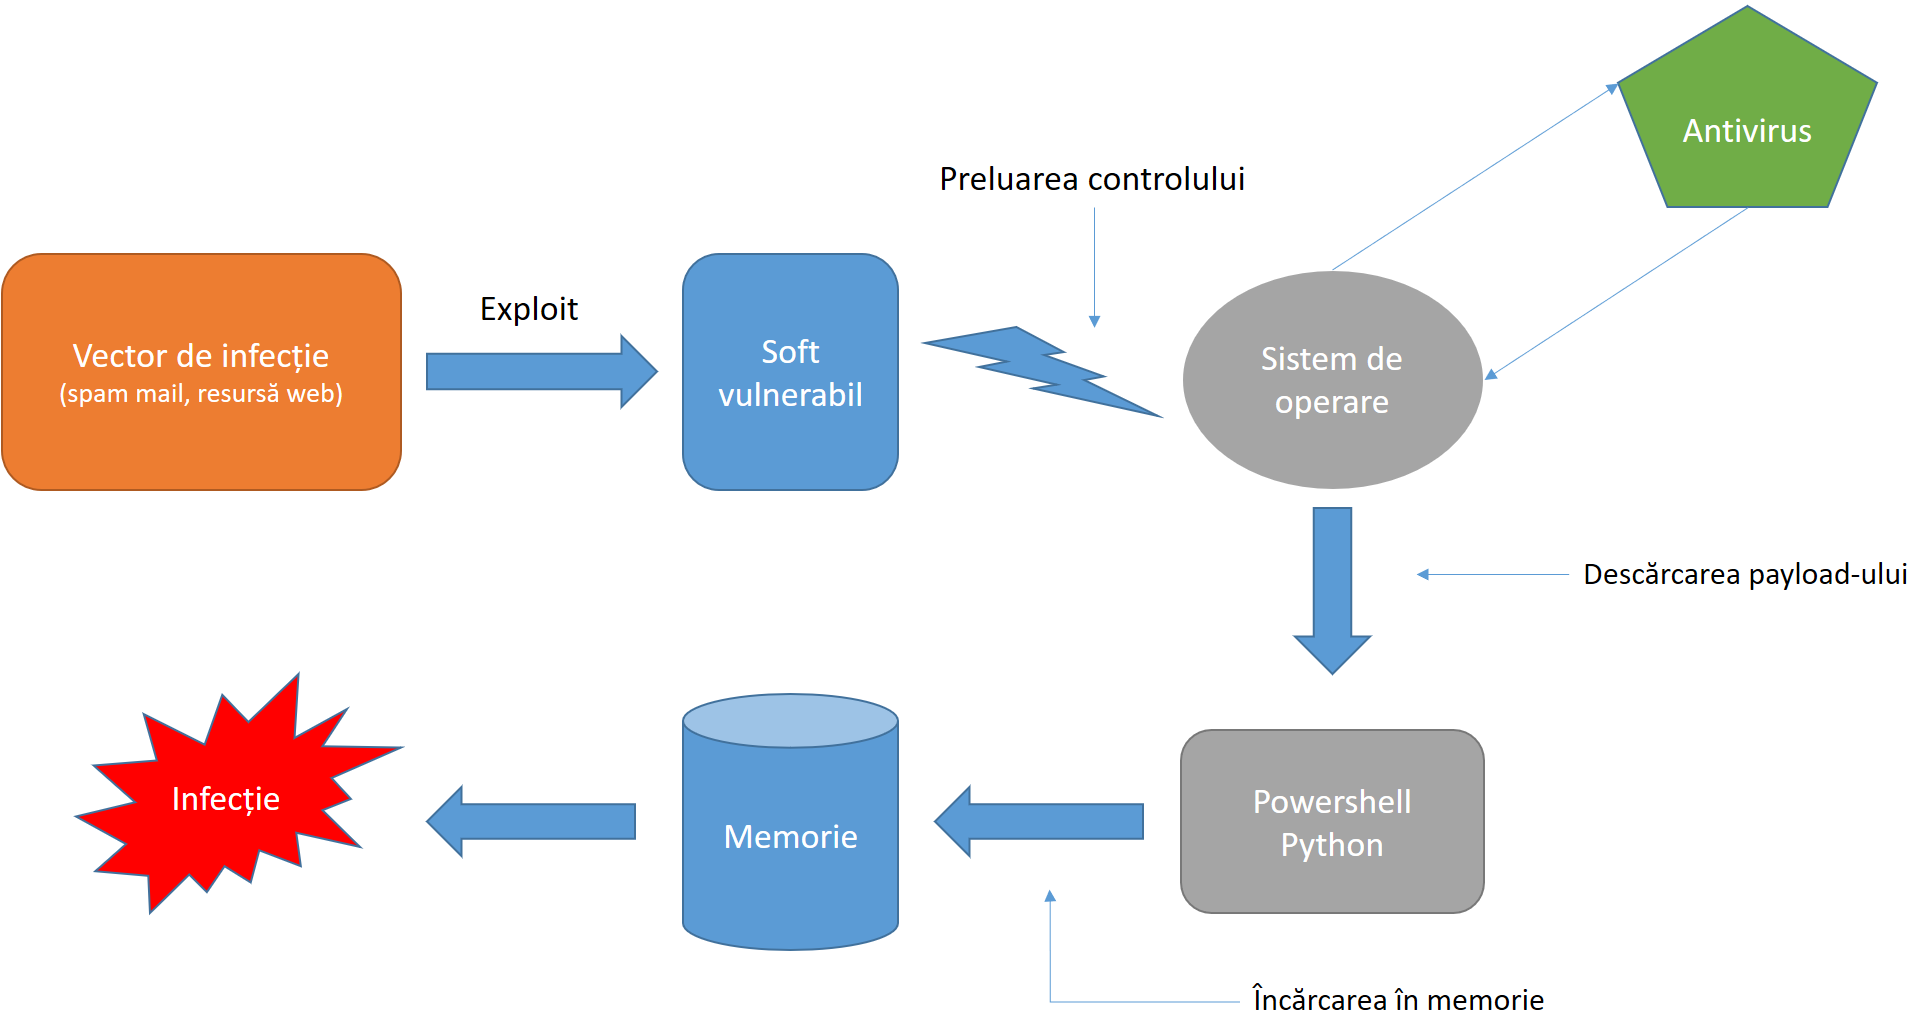 Antivirus
Preluarea controlului
Exploit
Vector de infecție
(spam mail, resursă web)
Soft
vulnerabil
Sistem de
operare
Descărcarea payload-ului
Infecție
Memorie
Powershell
Python
Încărcarea în memorie